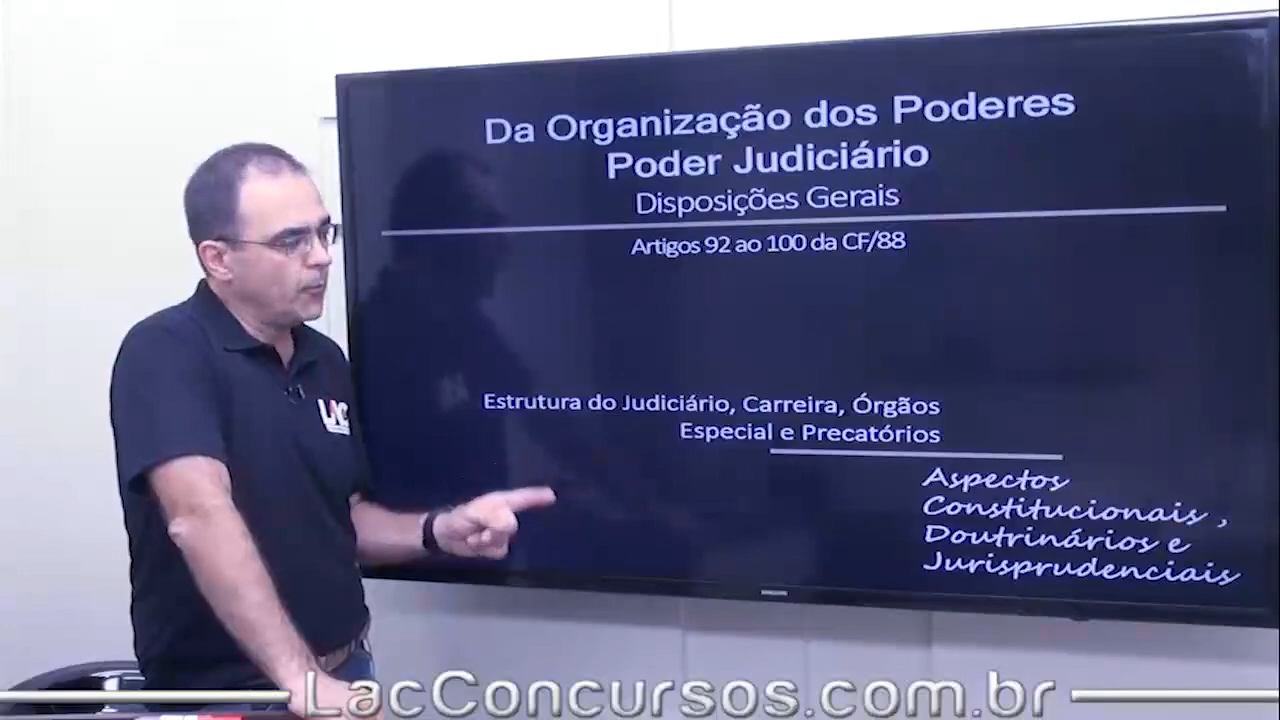 Da Organização dos Poderes
Poder Judiciário
Disposições Gerais
Artigos 92 ao 100 da CF/88
Estrutura do Judiciário, Carreira, Órgãos
Especial e Precatórios
Aspectos
Constitucionais ,
Doutrinários e
Jurisprudenciais
LAC
LacConcursos.com.br